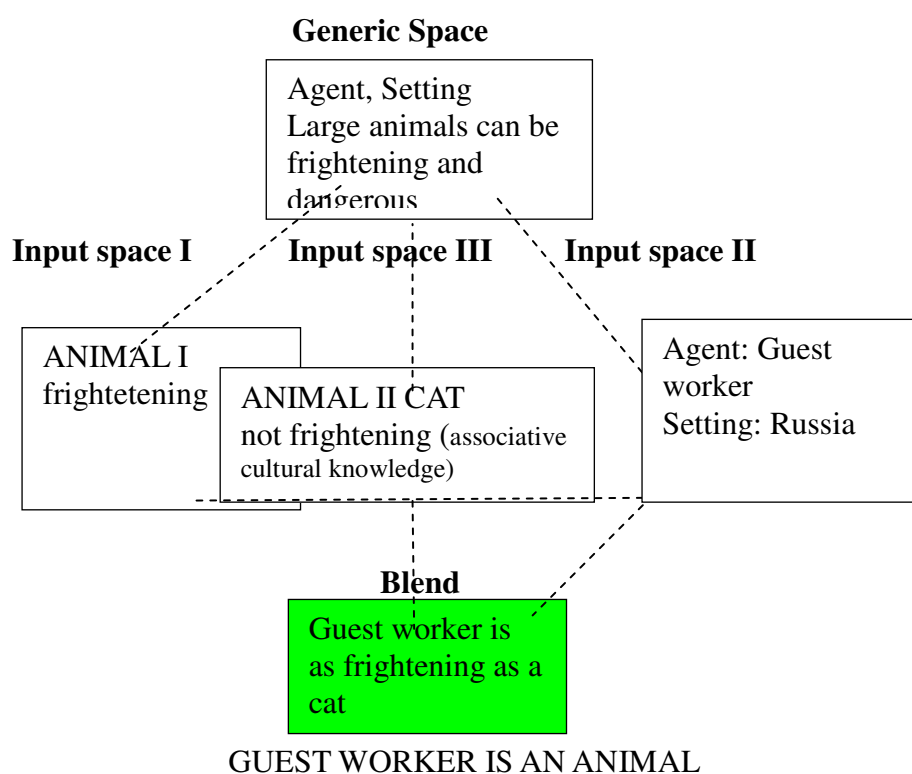 Generic Space
Agent, Setting
Large animals can be
frightening and
dangerous
Input space I
Input space III
Input space II
ANIMAL I
frightetening
ANIMAL II CAT
not frightening (associative
cultural knowledge)
Agent: Guest
worker
Setting: Russia
Blend
Guest worker is
as frightening as a
cat
GUEST WORKER IS AN ANIMAL